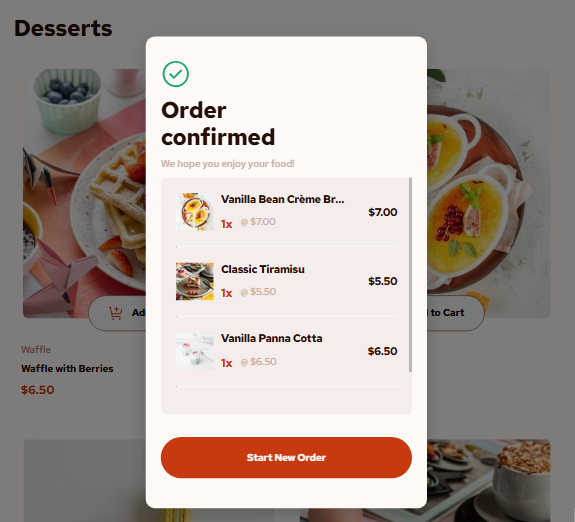 Desserts
Order
confirmed
We hope you enjoy your food!
Vanilla Bean Crème Br...
1x @ $7.00
$7.00
Classic Tiramisu
1x @ $5.50
$5.50
Vanilla Panna Cotta
1x @ $6.50
$6.50
Start New Order
to Cart
Waffle
Waffle with Berries
$6.50